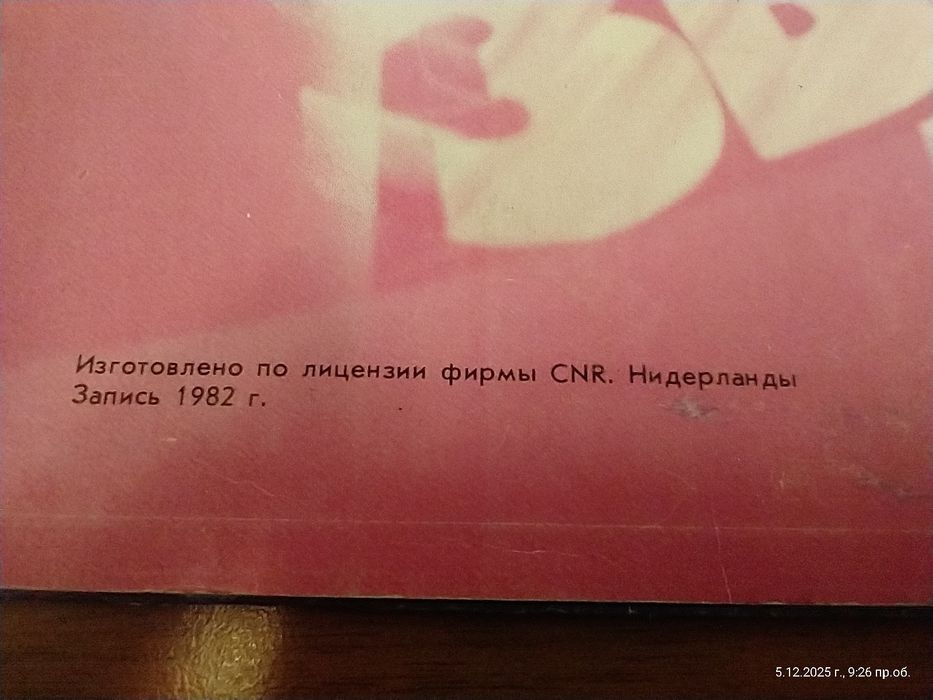 Изготовлено по лицензии фирмы CNR. Нидерланды
Запись 1982 г.
5.12.2025 г., 9:26 пр.об.